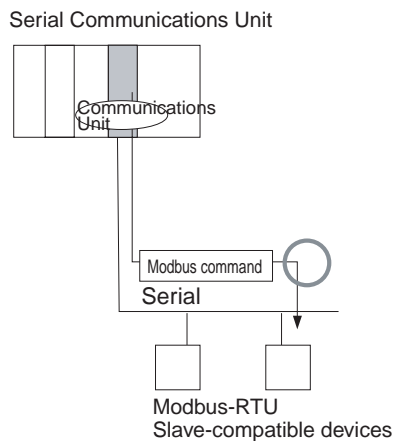 Serial Communications Unit
Communications
Unit
Modbus command
Serial
Modbus-RTU
Slave-compatible devices